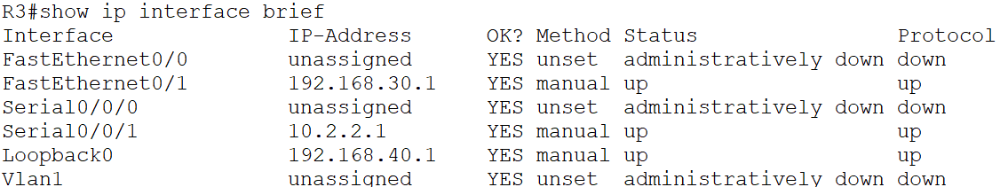 R3#show ip interface brief
Interface              IP-Address      OK? Method Status                Protocol
FastEthernet0/0        unassigned      YES unset  administratively down down
FastEthernet0/1        192.168.30.1    YES manual up                    up
Serial0/0/0            unassigned      YES unset  administratively down down
Serial0/0/1            10.2.2.1        YES manual up                    up
Loopback0              192.168.40.1    YES manual up                    up
Vlan1                  unassigned      YES unset  administratively down down